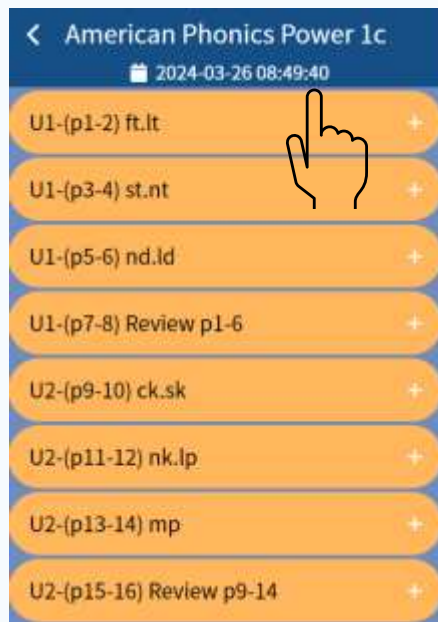 American Phonics Power 1c
2024-03-26 08:49:40
U1-(p1-2) ft.lt
U1-(p3-4) st.nt
U1-(p5-6) nd.ld
U1-(p7-8) Review p1-6
U2-(p9-10) ck.sk
U2-(p11-12) nk.lp
U2-(p13-14) mp
U2-(p15-16) Review p9-14